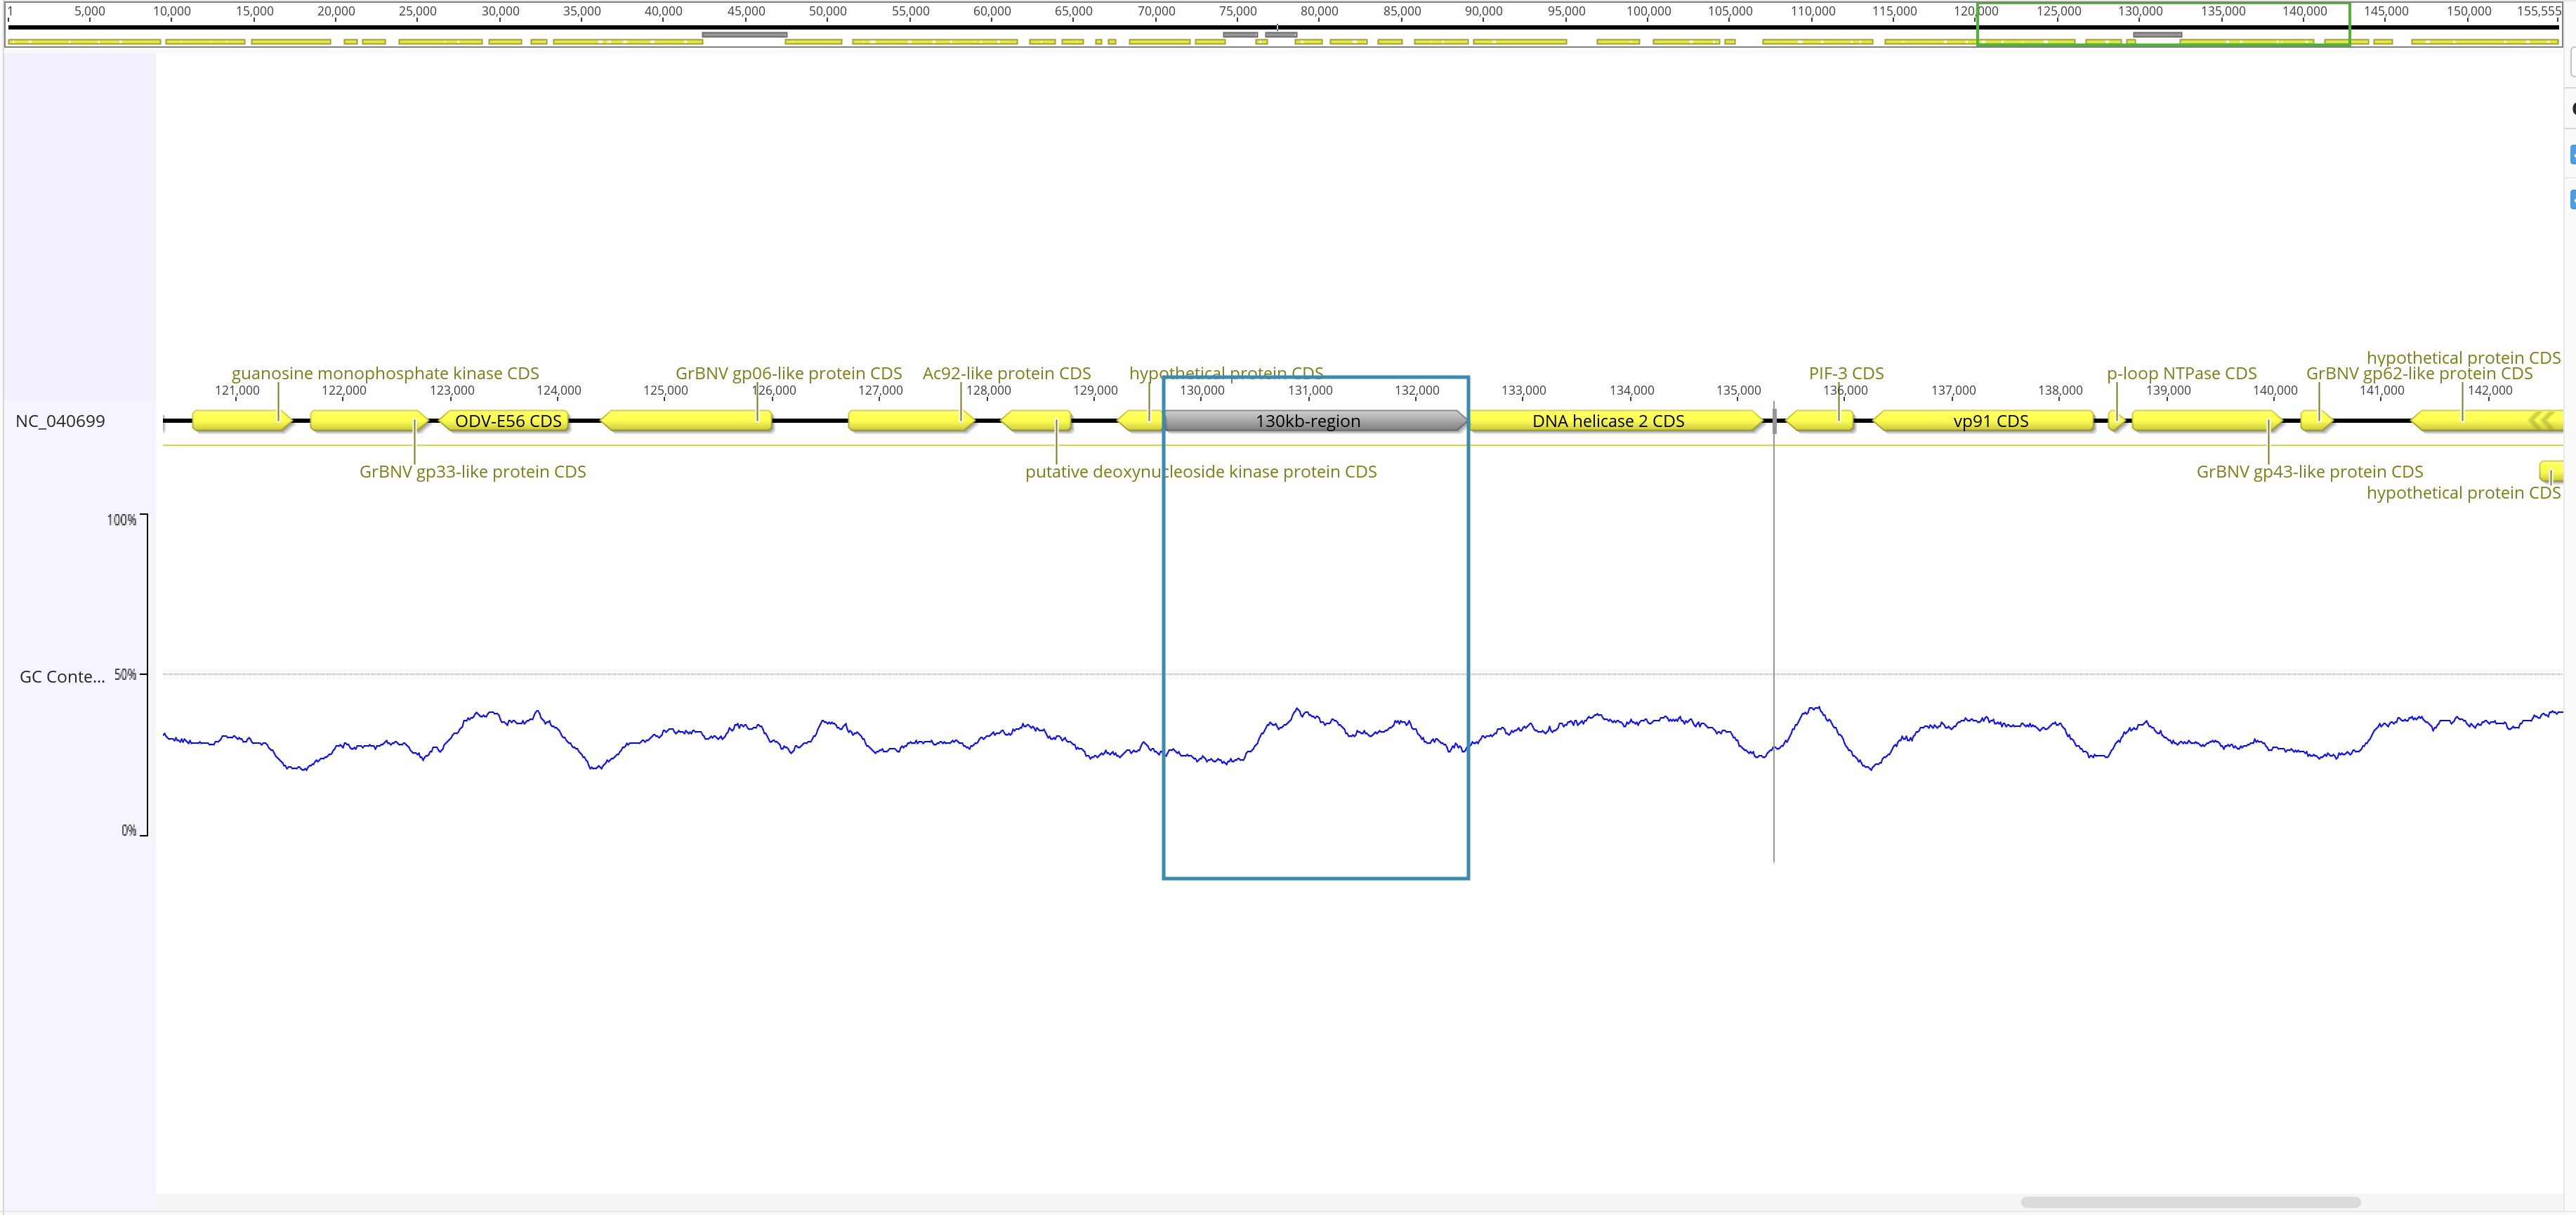 1 5,000 10,000 15,000 20,000 25,000 30,000 35,000 40,000 45,000 50,000 55,000 60,000 65,000 70,000 75,000 80,000 85,000 90,000 95,000 100,000 105,000 110,000 115,000 120,000 125,000 130,000 135,000 140,000 145,000 150,000 155,555
hypothetical protein CDS
guanosine monophosphate kinase CDS GrBNV gp06-like protein CDS Ac92-like protein CDS hypothetical protein CDS PIF-3 CDS p-loop NTPase CDS GrBNV gp62-like protein CDS
121,000 122,000 123,000 124,000 125,000 126,000 127,000 128,000 129,000 130,000 131,000 132,000 133,000 134,000 135,000 136,000 137,000 138,000 139,000 140,000 141,000 142,000
NC_040699 ODV-E56 CDS 130kb-region DNA helicase 2 CDS vp91 CDS
GrBNV gp33-like protein CDS putative deoxynucleoside kinase protein CDS GrBNV gp43-like protein CDS
hypothetical protein CDS
100%
GC Conte... 50%
0%